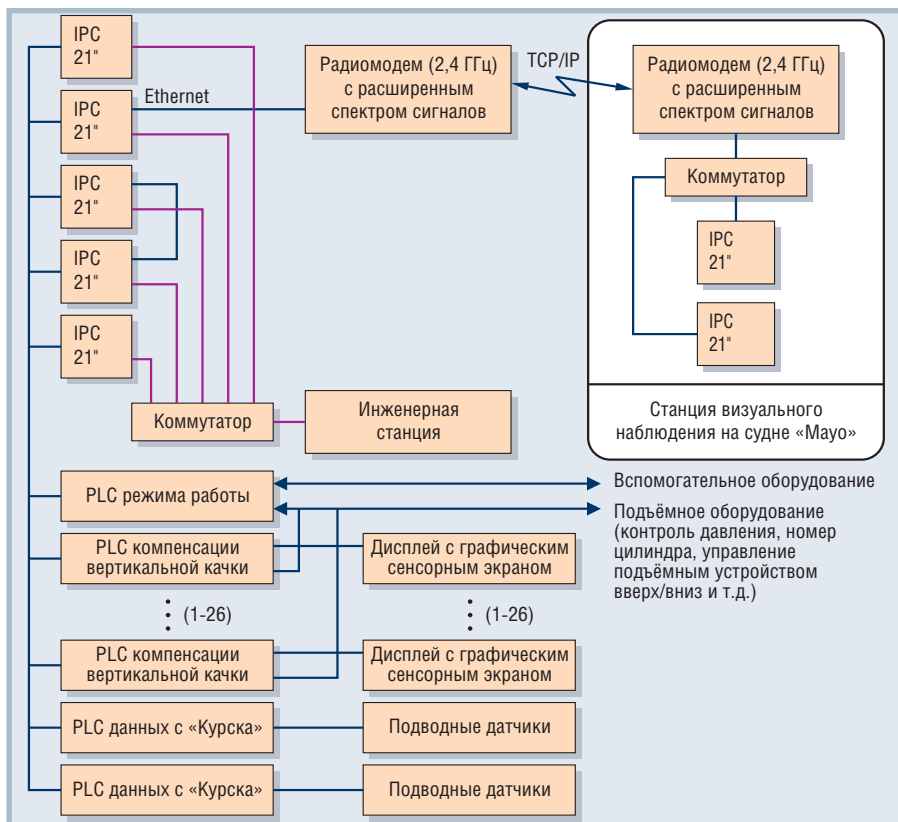 IPC
21"
IPC
21"
IPC
21"
IPC
21"
IPC
21"
Ethernet
Радиомодем (2,4 ГГц)
с расширенным
спектром сигналов
TCP/IP
Радиомодем (2,4 ГГц)
с расширенным
спектром сигналов
Коммутатор
IPC
21"
IPC
21"
Станция визуального
наблюдения на судне «Мауо»
Коммутатор
Инженерная
станция
PLC режима работы
Вспомогательное оборудование
Подъёмное оборудование
(контроль давления, номер
цилиндра, управление
подъёмным устройством
вверх/вниз и т.д.)
PLC компенсации
вертикальной качки
Дисплей с графическим
сенсорным экраном
(1-26)
(1-26)
PLC компенсации
вертикальной качки
Дисплей с графическим
сенсорным экраном
PLC данных с «Курска»
Подводные датчики
PLC данных с «Курска»
Подводные датчики